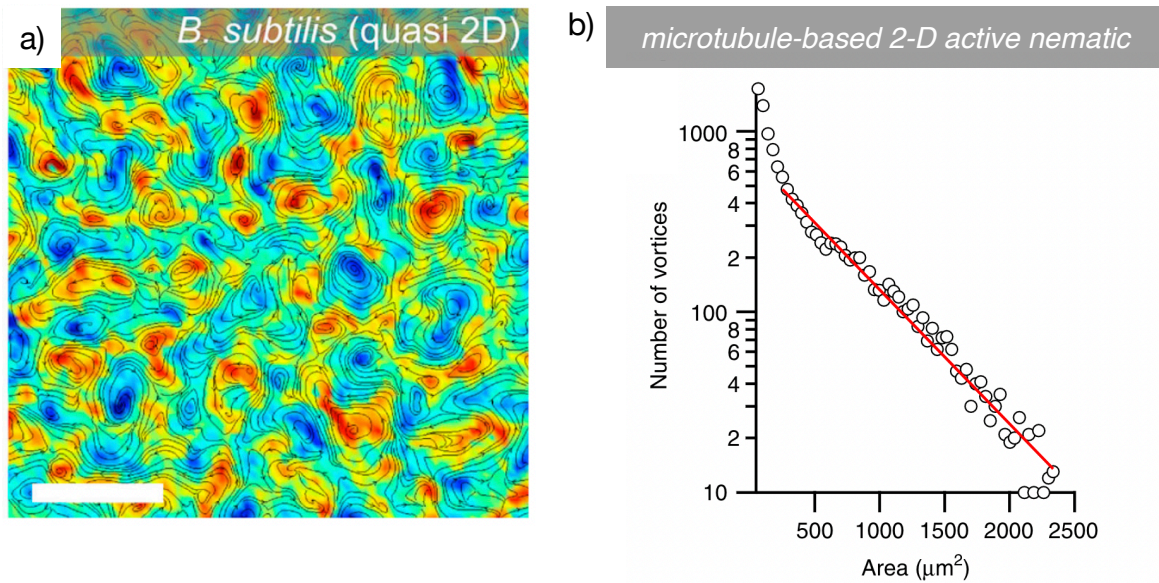 a)
B. subtilis (quasi 2D)
b)
microtubule-based 2-D active nematic
Number of vortices
1000
8
6
4
2
100
8
6
4
2
10
500 1000 1500 2000 2500
Area (μm²)